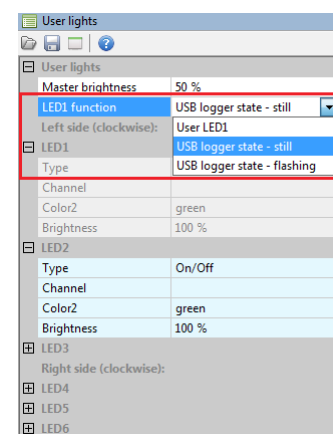 User lights
User lights
Master brightness 50 %
LED1 function USB logger state - still
Left side (clockwise): User LED1
LED1 USB logger state - still
Type USB logger state - flashing
Channel
Color2 green
Brightness 100 %
LED2
Type On/Off
Channel
Color2 green
Brightness 100 %
LED3
Right side (clockwise):
LED4
LED5
LED6